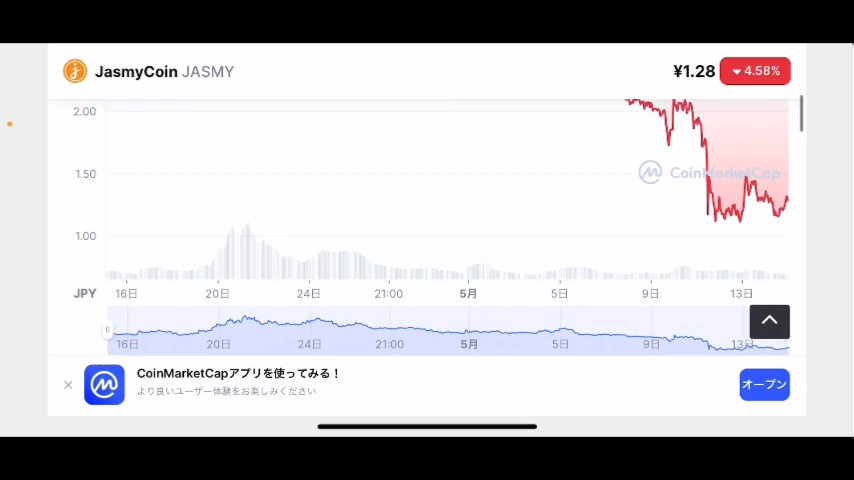 JasmyCoin JASMY
¥1.28 4.58%
2.00
1.50
1.00
CoinMarketCap
JPY 16日 20日 24日 21:00 5月 5日 9日 13日
16日 20日 24日 21:00 5月 5日 9日 13日
CoinMarketCapアプリを使ってみる！
より良いユーザー体験をお楽しみください
オープン